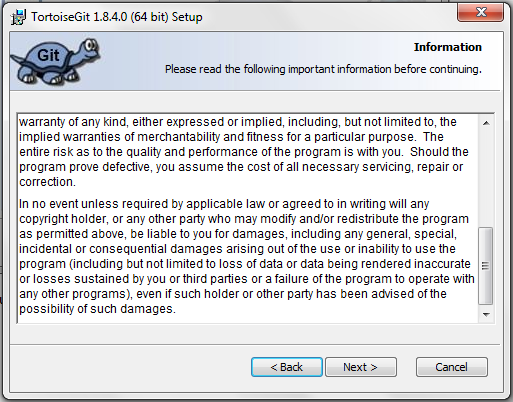 TortoiseGit 1.8.4.0 (64 bit) Setup
Git
Information
Please read the following important information before continuing.
warranty of any kind, either expressed or implied, including, but not limited to, the
implied warranties of merchantability and fitness for a particular purpose.  The
entire risk as to the quality and performance of the program is with you.  Should the
program prove defective, you assume the cost of all necessary servicing, repair or
correction.
In no event unless required by applicable law or agreed to in writing will any
copyright holder, or any other party who may modify and/or redistribute the program
as permitted above, be liable to you for damages, including any general, special,
incidental or consequential damages arising out of the use or inability to use the
program (including but not limited to loss of data or data being rendered inaccurate
or losses sustained by you or third parties or a failure of the program to operate with
any other programs), even if such holder or other party has been advised of the
possibility of such damages.
< Back
Next >
Cancel